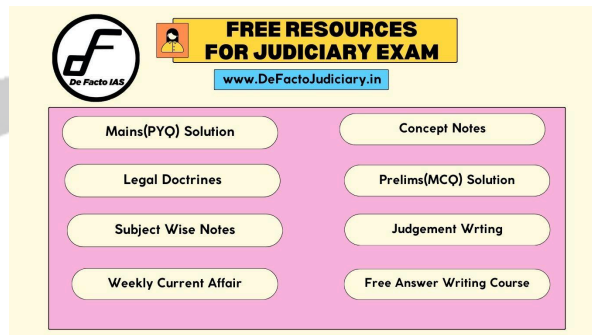 De Facto IAS
FREE RESOURCES
FOR JUDICIARY EXAM
www.DeFactoJudiciary.in
Mains(PYQ) Solution
Concept Notes
Legal Doctrines
Prelims(MCQ) Solution
Subject Wise Notes
Judgement Wrting
Weekly Current Affair
Free Answer Writing Course